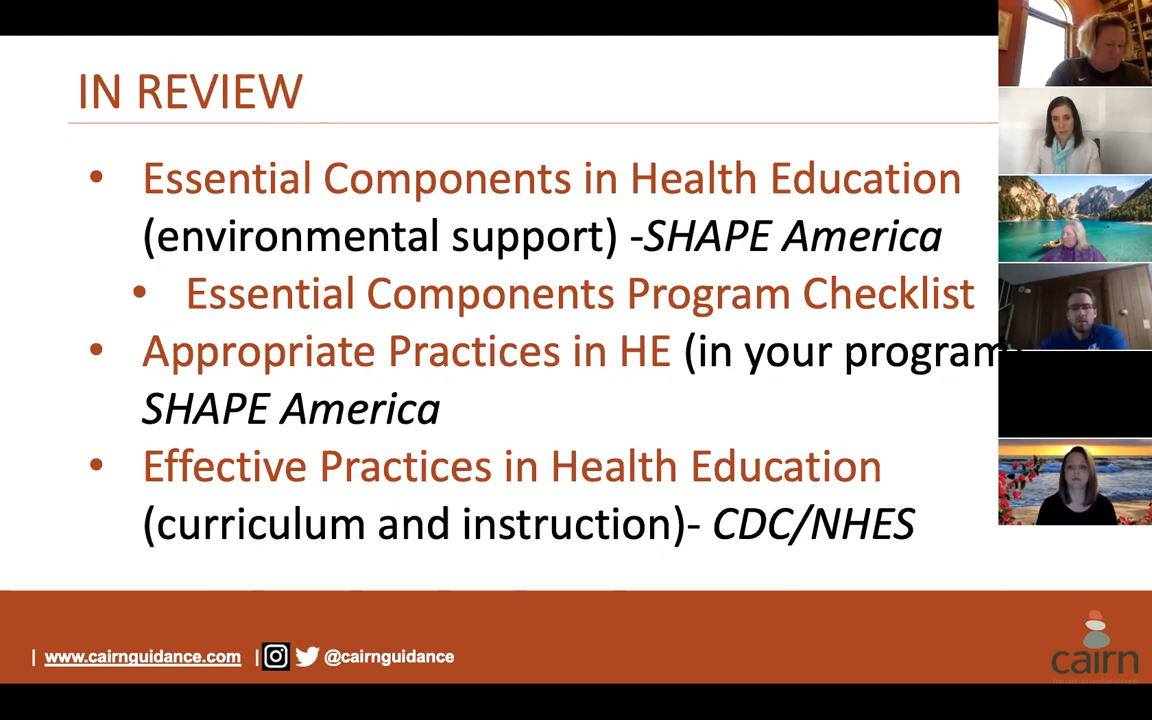 IN REVIEW
• Essential Components in Health Education
(environmental support) -SHAPE America
• Essential Components Program Checklist
• Appropriate Practices in HE (in your program)
SHAPE America
• Effective Practices in Health Education
(curriculum and instruction)- CDC/NHES
| www.cairnguidance.com | @cairnguidance
cairn